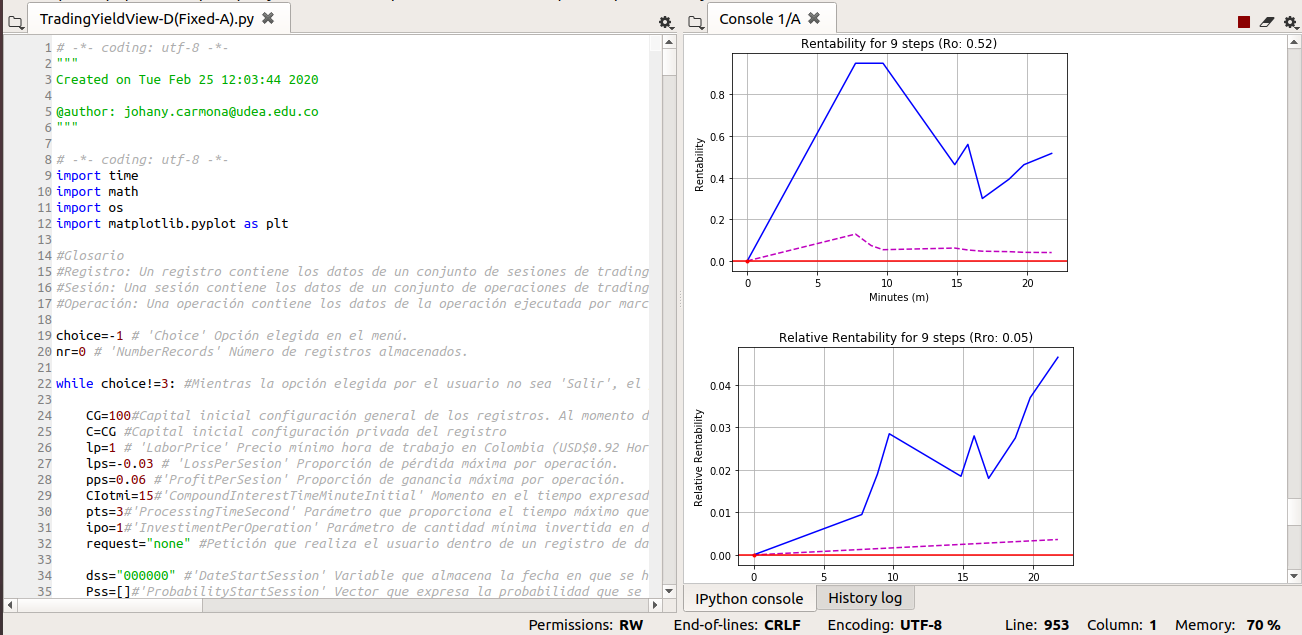 TradingYieldView-D(Fixed-A).py
1 # -*- coding: utf-8 -*-
2 """
3 Created on Tue Feb 25 12:03:44 2020
4
5 @author: johany.carmona@udea.edu.co
6 """
7
8 # -*- coding: utf-8 -*-
9 import time
10 import math
11 import os
12 import matplotlib.pyplot as plt
13
14 #Glosario
15 #Registro: Un registro contiene los datos de un conjunto de sesiones de trading
16 #Sesión: Una sesión contiene los datos de un conjunto de operaciones de trading
17 #Operación: Una operación contiene los datos de la operación ejecutada por marc
18
19 choice=-1 # 'Choice' Opción elegida en el menú.
20 nr=0 # 'NumberRecords' Número de registros almacenados.
21
22 while choice!=3: #Mientras la opción elegida por el usuario no sea 'Salir', el
23
24 CG=100#Capital inicial configuración general de los registros. Al momento d
25 C=CG #Capital inicial configuración privada del registro
26 lp=1 # 'LaborPrice' Precio minimo hora de trabajo en Colombia (USD$0.92 Hor
27 lps=-0.03 # 'LossPerSesion' Proporción de pérdida máxima por operación.
28 pps=0.06 #'ProfitPerSesion' Proporción de ganancia máxima por operación.
29 CIotmi=15#'CompoundInterestTimeMinuteInitial' Momento en el tiempo expresad
30 pts=3#'ProcessingTimeSecond' Parámetro que proporciona el tiempo máximo que
31 ipo=1#'InvestimentPerOperation' Parámetro de cantidad minima invertida en d
32 request="none" #Petición que realiza el usuario dentro de un registro de da
33
34 dss="000000" #'DateStartSession' Variable que almacena la fecha en que se h
35 Pss=[]#'ProbabilityStartSession' Vector que expresa la probabilidad que se
Console 1/A
Rentability for 9 steps (Ro: 0.52)
Rentability
0.8
0.6
0.4
0.2
0.0
0 5 10 15 20
Minutes (m)
Relative Rentability for 9 steps (Rro: 0.05)
Relative Rentability
0.04
0.03
0.02
0.01
0.00
0 5 10 15 20
IPython console
History log
Permissions: RW End-of-lines: CRLF Encoding: UTF-8 Line: 953 Column: 1 Memory: 70 %